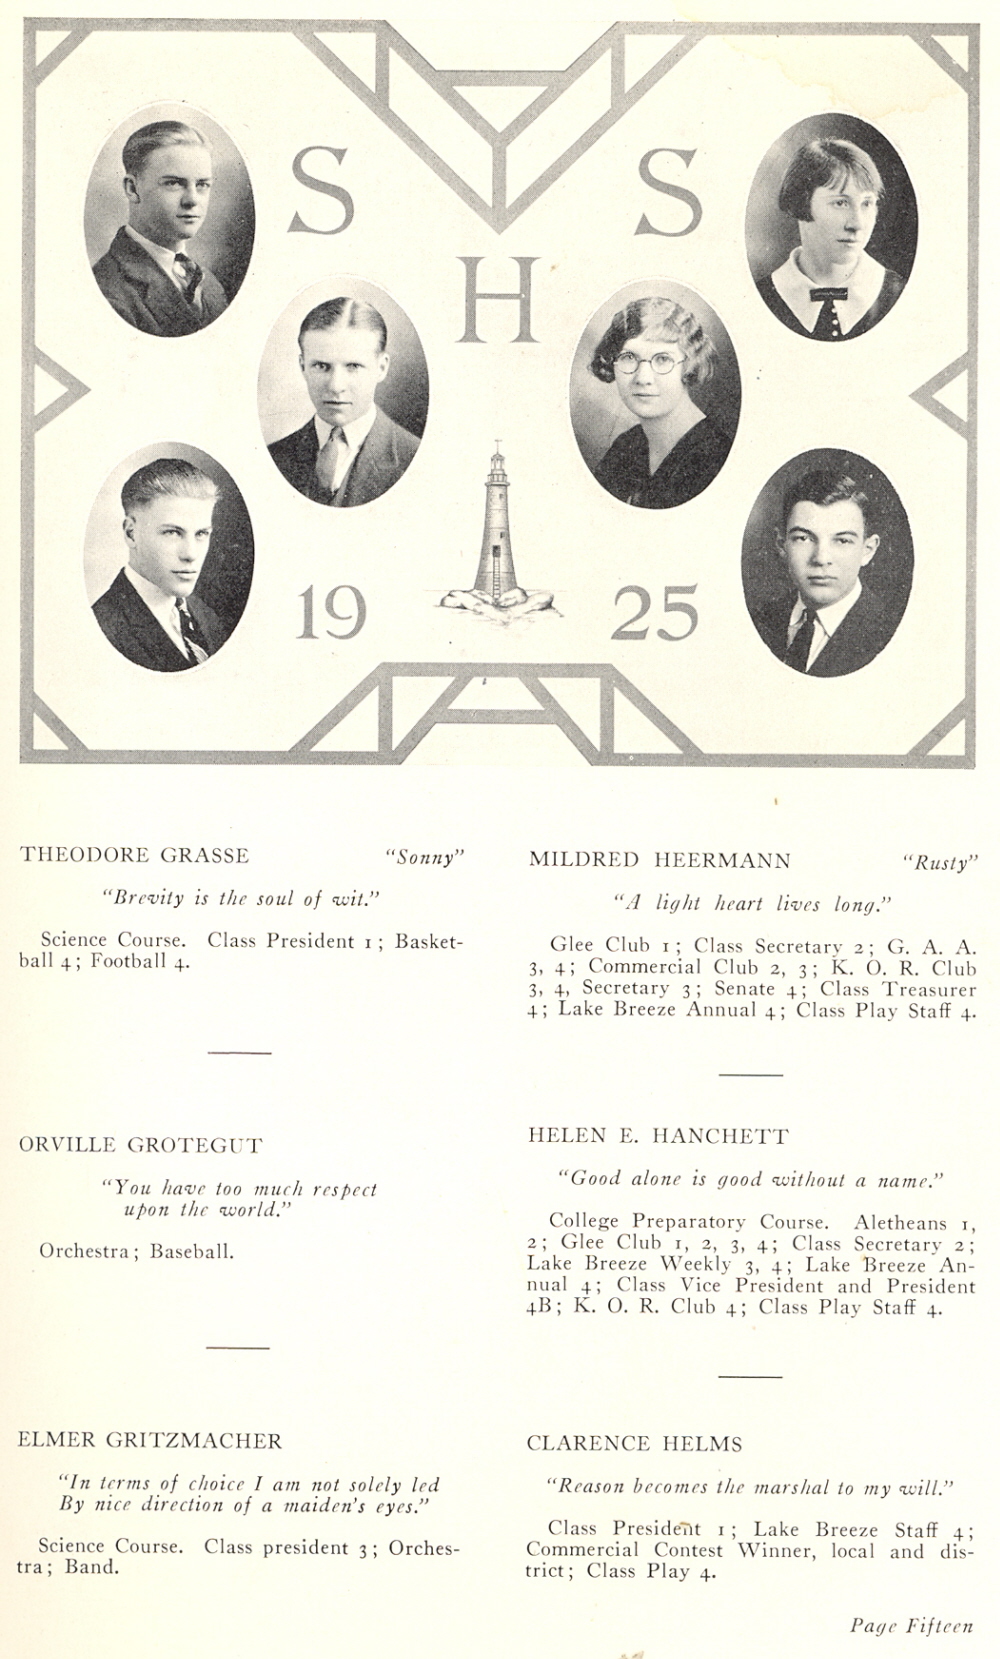 S S
H
19 25
THEODORE GRASSE "Sonny"
"Brevity is the soul of wit."
Science Course. Class President 1; Basket-
ball 4; Football 4.
ORVILLE GROTEGUT
"You have too much respect
upon the world."
Orchestra; Baseball.
ELMER GRITZMACHER
"In terms of choice I am not solely led
By nice direction of a maiden's eyes."
Science Course. Class president 3; Orches-
tra; Band.
MILDRED HEERMANN "Rusty"
"A light heart lives long."
Glee Club 1; Class Secretary 2; G. A. A.
3, 4; Commercial Club 2, 3; K. O. R. Club
3, 4, Secretary 3; Senate 4; Class Treasurer
4; Lake Breeze Annual 4; Class Play Staff 4.
HELEN E. HANCHETT
"Good alone is good without a name."
College Preparatory Course. Aletheans 1,
2; Glee Club 1, 2, 3, 4; Class Secretary 2;
Lake Breeze Weekly 3, 4; Lake Breeze An-
nual 4; Class Vice President and President
4B; K. O. R. Club 4; Class Play Staff 4.
CLARENCE HELMS
"Reason becomes the marshal to my will."
Class President 1; Lake Breeze Staff 4;
Commercial Contest Winner, local and dis-
trict; Class Play 4.
Page Fifteen